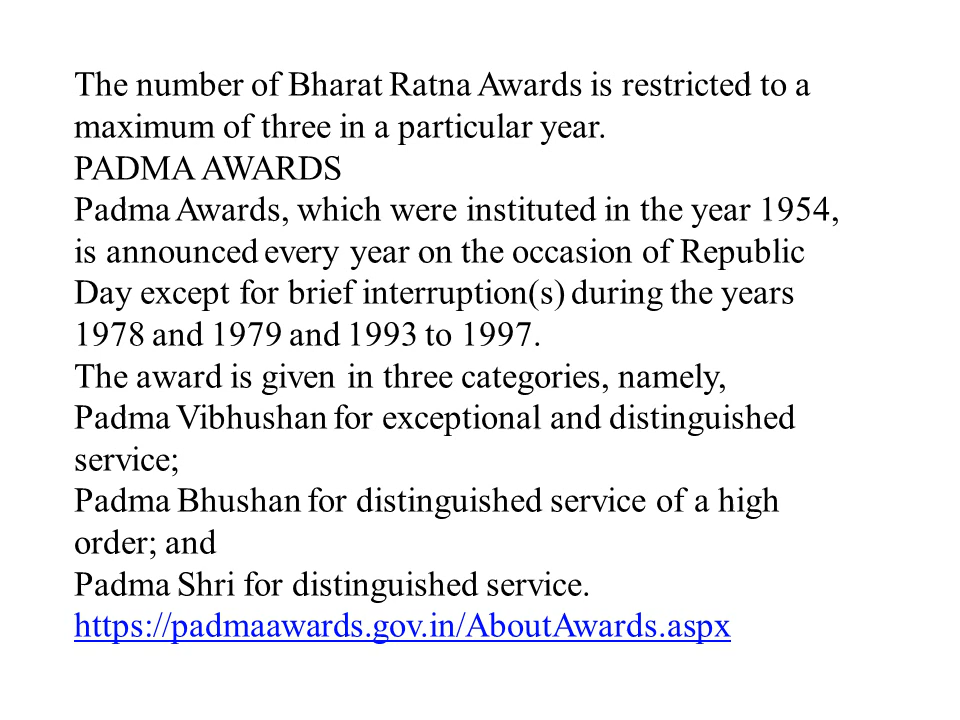 The number of Bharat Ratna Awards is restricted to a
maximum of three in a particular year.
PADMA AWARDS
Padma Awards, which were instituted in the year 1954,
is announced every year on the occasion of Republic
Day except for brief interruption(s) during the years
1978 and 1979 and 1993 to 1997.
The award is given in three categories, namely,
Padma Vibhushan for exceptional and distinguished
service;
Padma Bhushan for distinguished service of a high
order; and
Padma Shri for distinguished service.
https://padmaawards.gov.in/AboutAwards.aspx